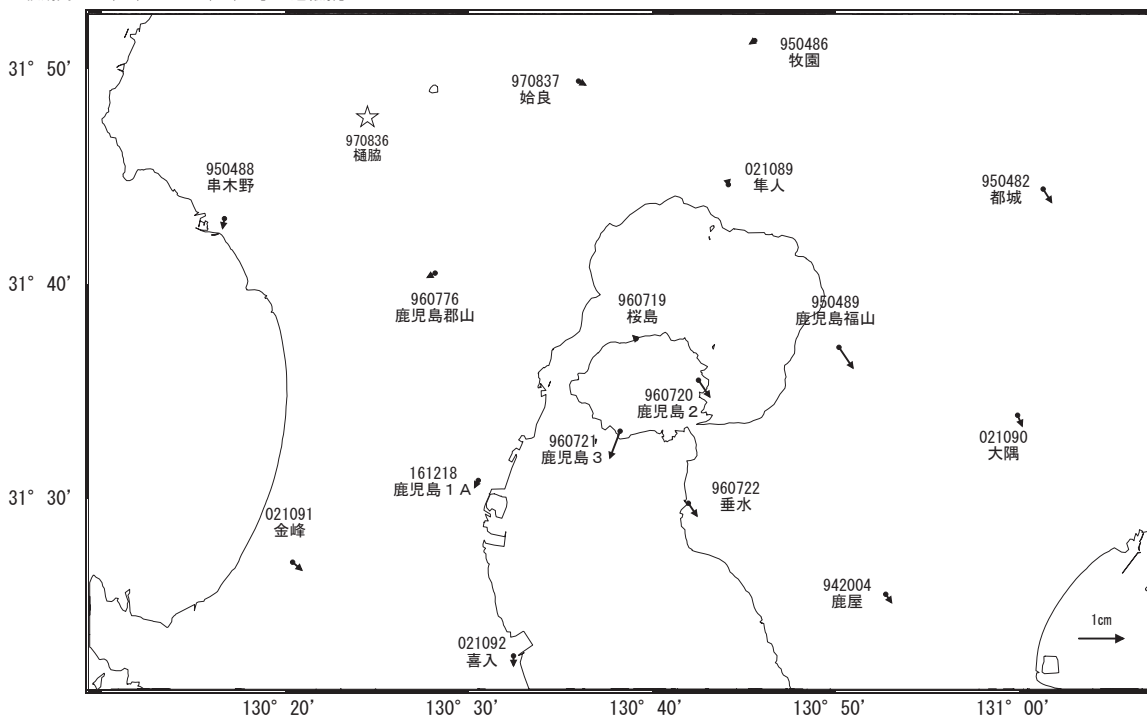 950486
牧園
31° 50'
970837
姶良
970836
樋脇
950488
串木野
021089
隼人
950482
都城
31° 40'
960776
鹿児島郡山
960719
桜島
950489
鹿児島福山
960720
鹿児島2
960721
鹿児島3
021090
大隅
161218
鹿児島1A
31° 30'
960722
垂水
021091
金峰
942004
鹿屋
1cm
021092
喜入
130° 20'
130° 30'
130° 40'
130° 50'
131° 00'